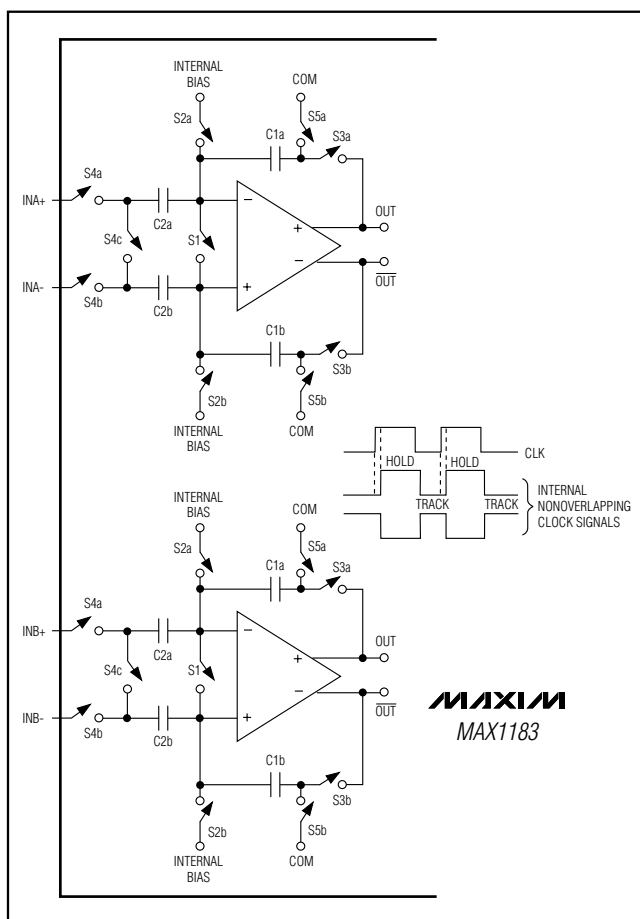 INTERNAL
BIAS
COM
S2a
S5a
C1a
S3a
S4a
INA+
OUT
C2a
S4c
S1
−
+
+
−
INA-
C2b
S4b
OUT
C1b
S3b
S2b
S5b
INTERNAL
BIAS
COM
CLK
HOLD
HOLD
TRACK
TRACK
INTERNAL
NONOVERLAPPING
CLOCK SIGNALS
INTERNAL
BIAS
COM
S2a
S5a
C1a
S3a
S4a
INB+
OUT
C2a
S4c
S1
−
+
+
−
INB-
C2b
S4b
OUT
C1b
S3b
S2b
S5b
INTERNAL
BIAS
COM
MAXIM
MAX1183